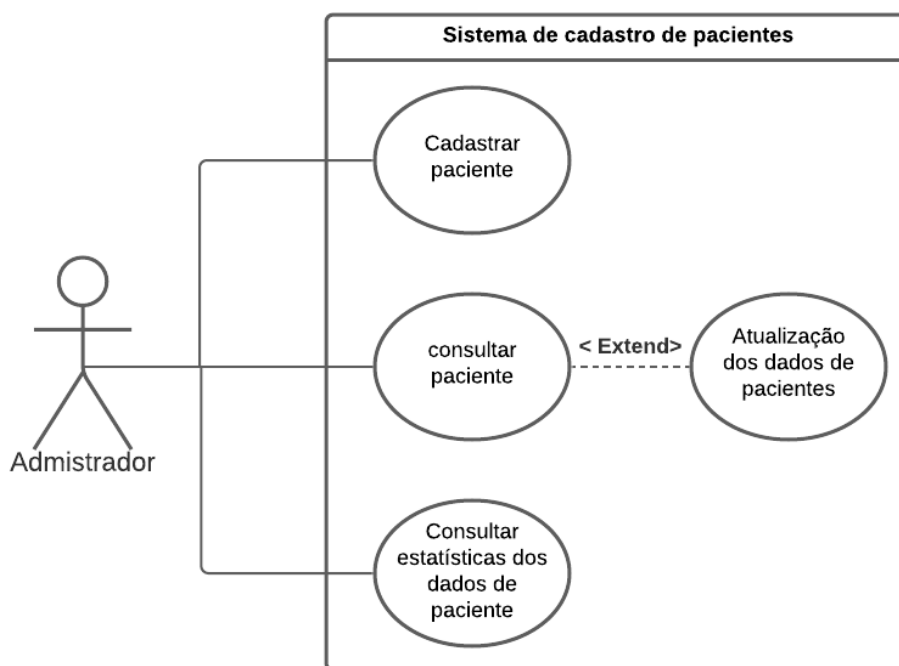 Sistema de cadastro de pacientes
Cadastrar
paciente
consultar
paciente
< Extend>
Atualização
dos dados de
pacientes
Admistrador
Consultar
estatísticas dos
dados de
paciente